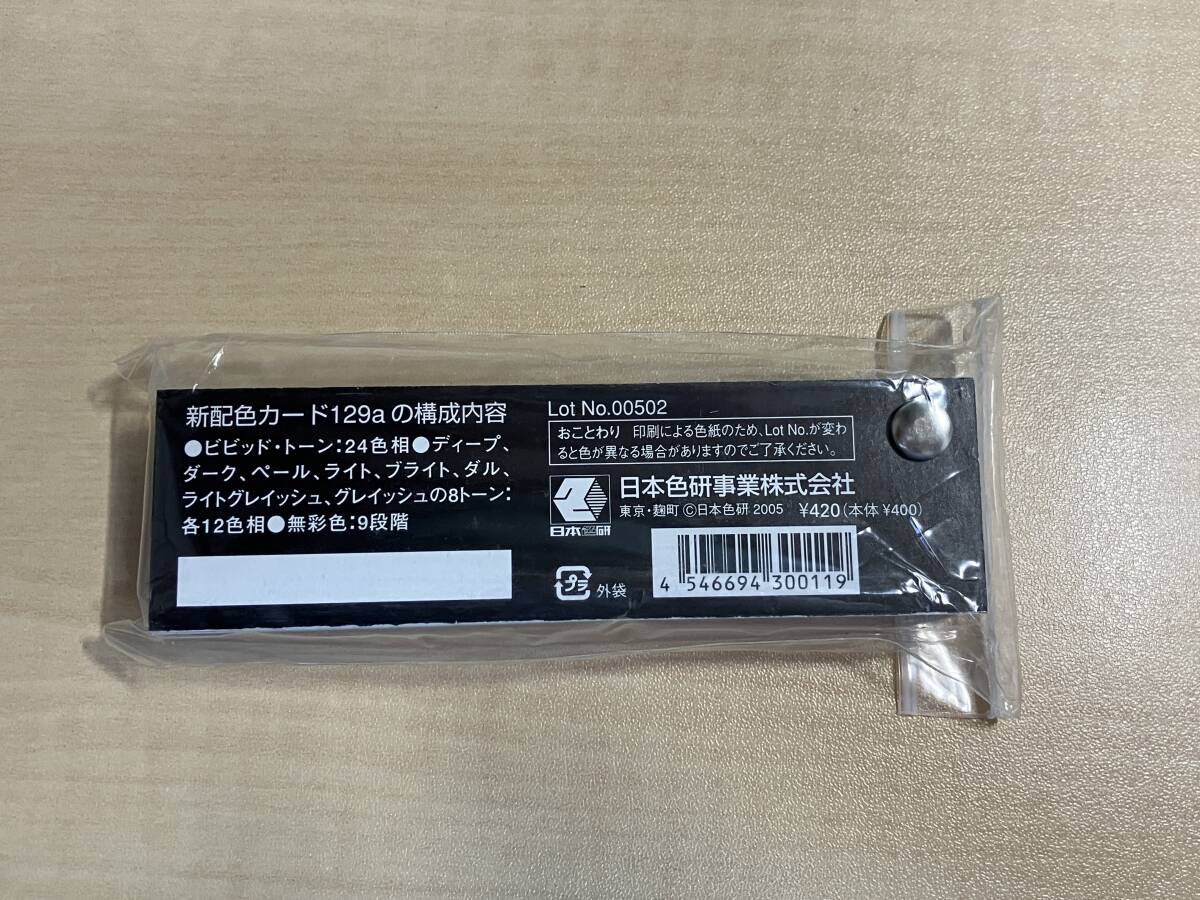 新配色カード129aの構成内容
●ビビッド・トーン:24色相●ディープ、
ダーク、ペール、ライト、ブライト、ダル、
ライトグレイッシュ、グレイッシュの8トーン:
各12色相●無彩色:9段階
Lot No.00502
おことわり 印刷による色紙のため、Lot No.が変わ
ると色が異なる場合がありますのでご了承ください。
日本色研
日本色研事業株式会社
東京・麹町 ©日本色研 2005 ¥420(本体 ¥400)
プラ 外袋
4 546694 300119